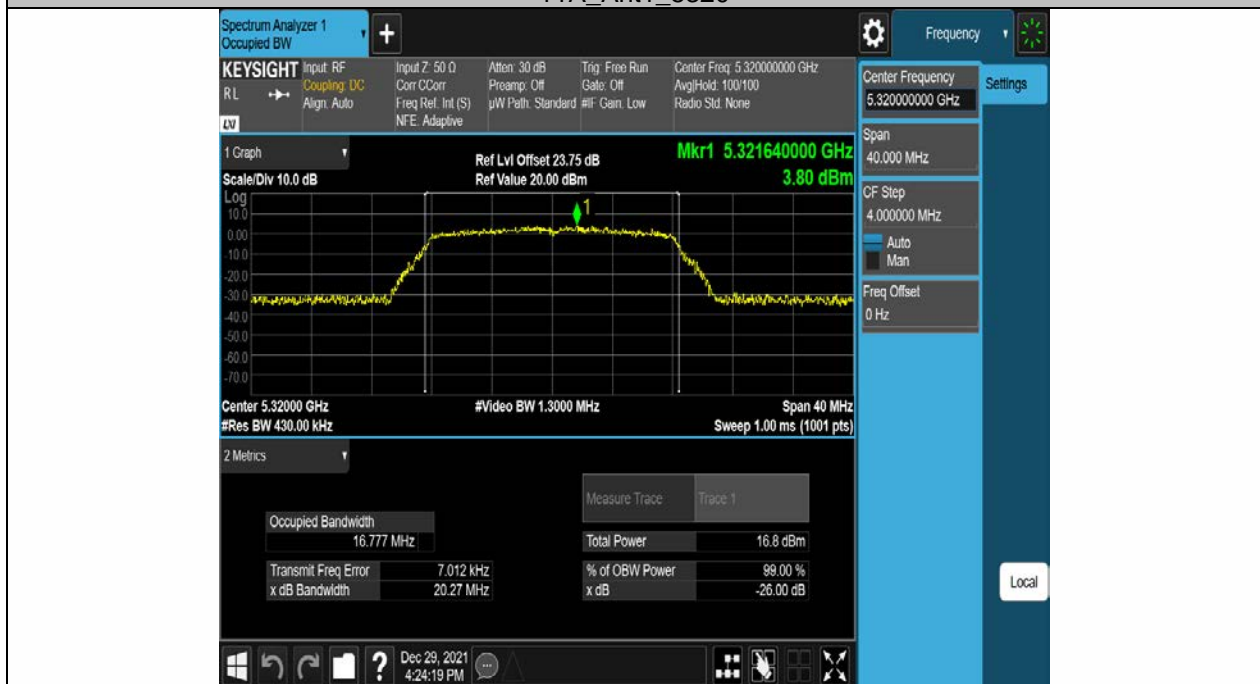 Spectrum Analyzer 1
Occupied BW
+
Frequency
KEYSIGHT
RL
LXI
Input: RF
Coupling: DC
Align: Auto
Input Z: 50 Ω
Corr CCorr
Freq Ref: Int (S)
NFE: Adaptive
Atten: 30 dB
Preamp: Off
µW Path: Standard
Trig: Free Run
Gate: Off
#IF Gain: Low
Center Freq: 5.320000000 GHz
Avg|Hold: 100/100
Radio Std: None
Center Frequency
5.320000000 GHz
Settings
Span
40.000 MHz
CF Step
4.000000 MHz
Auto
Man
Freq Offset
0 Hz
Local
1 Graph
Scale/Div 10.0 dB
Ref Lvl Offset 23.75 dB
Ref Value 20.00 dBm
Mkr1 5.321640000 GHz
3.80 dBm
Log
10.0
0.00
-10.0
-20.0
-30.0
-40.0
-50.0
-60.0
-70.0
1
Center 5.32000 GHz
#Video BW 1.3000 MHz
Span 40 MHz
#Res BW 430.00 kHz
Sweep 1.00 ms (1001 pts)
2 Metrics
Measure Trace Trace 1
Occupied Bandwidth
16.777 MHz
Total Power 16.8 dBm
Transmit Freq Error 7.012 kHz
% of OBW Power 99.00 %
x dB Bandwidth 20.27 MHz
x dB -26.00 dB
?
Dec 29, 2021
4:24:19 PM